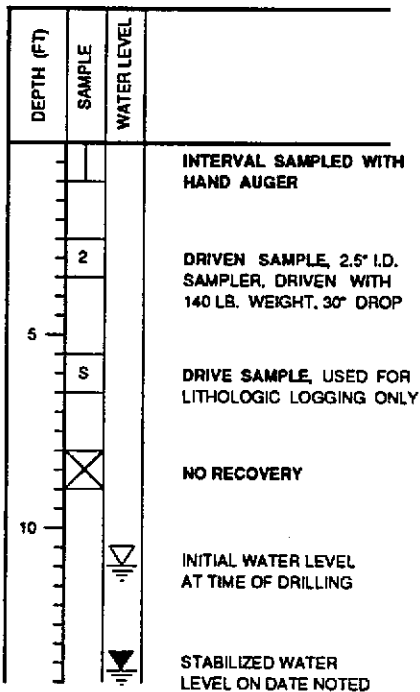 DEPTH (FT)
SAMPLE
WATER LEVEL
INTERVAL SAMPLED WITH
HAND AUGER
2
DRIVEN SAMPLE, 2.5" I.D.
SAMPLER, DRIVEN WITH
140 LB. WEIGHT, 30" DROP
5
S
DRIVE SAMPLE, USED FOR
LITHOLOGIC LOGGING ONLY
NO RECOVERY
10
INITIAL WATER LEVEL
AT TIME OF DRILLING
STABILIZED WATER
LEVEL ON DATE NOTED